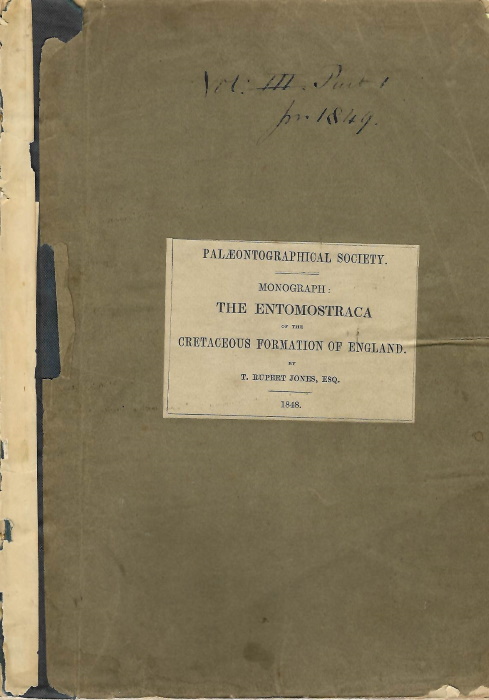 Vol: III. Part 1
for 1849.
PALÆONTOGRAPHICAL SOCIETY.
MONOGRAPH:
THE ENTOMOSTRACA
OF THE
CRETACEOUS FORMATION OF ENGLAND.
BY
T. RUPERT JONES, ESQ.
1848.